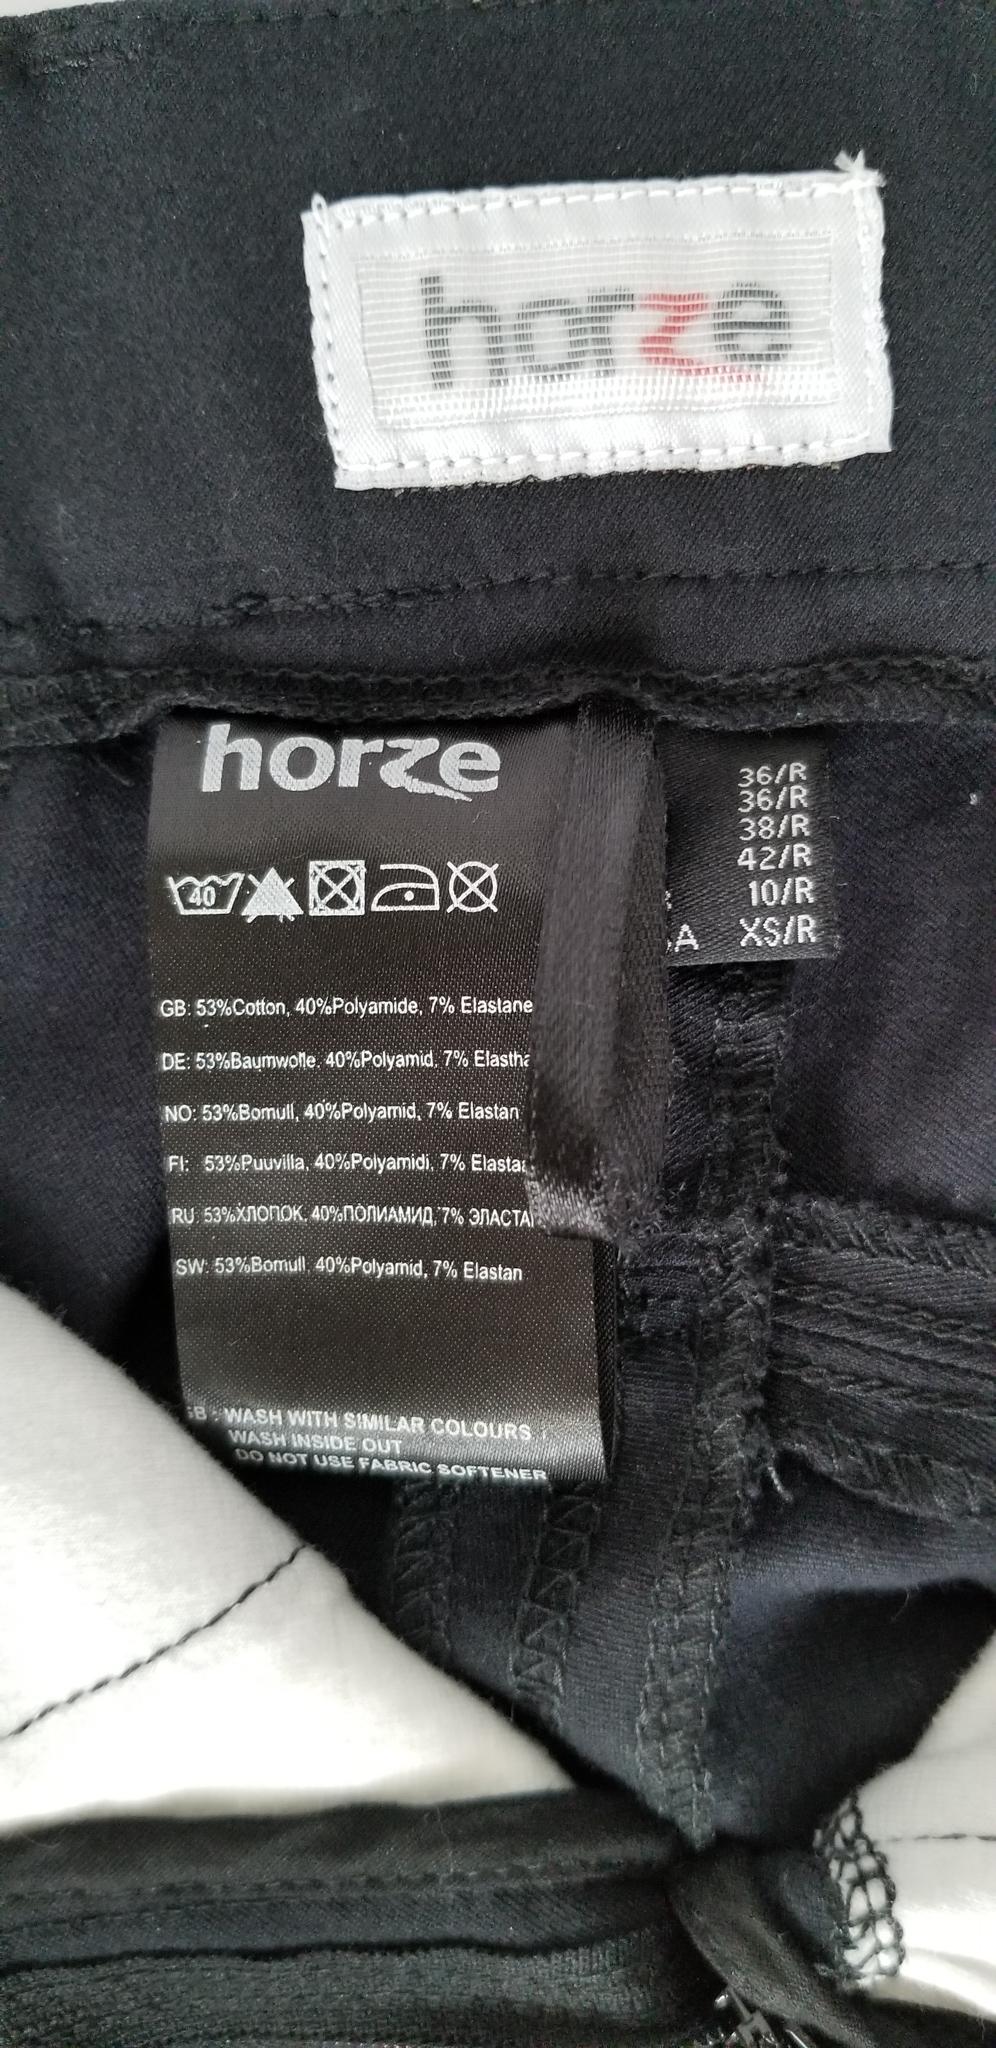 horze
horze
40
GB: 53%Cotton, 40%Polyamide, 7% Elastane
DE: 53%Baumwolle, 40%Polyamid, 7%
NO: 53%Bomull, 40%Polyamid, 7% Elastan
FI: 53%Puuvilla, 40%Polyamidi, 7%
RU: 53%ХЛОПОК, 40%ПОЛИАМИД, 7%
SW: 53%Bomull, 40%Polyamid, 7% Elastan
GB : WASH WITH SIMILAR COLOURS
WASH INSIDE OUT
DO NOT USE FABRIC SOFTENER
36/R
36/R
38/R
42/R
10/R
XS/R